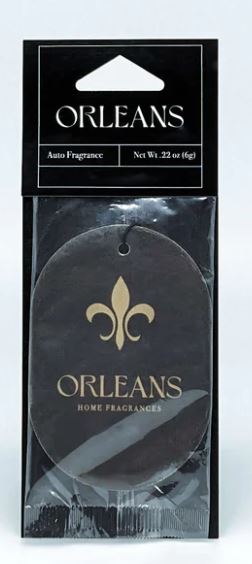 ORLEANS
Auto Fragrance Net Wt .22 oz (6g)
ORLEANS
HOME FRAGRANCES